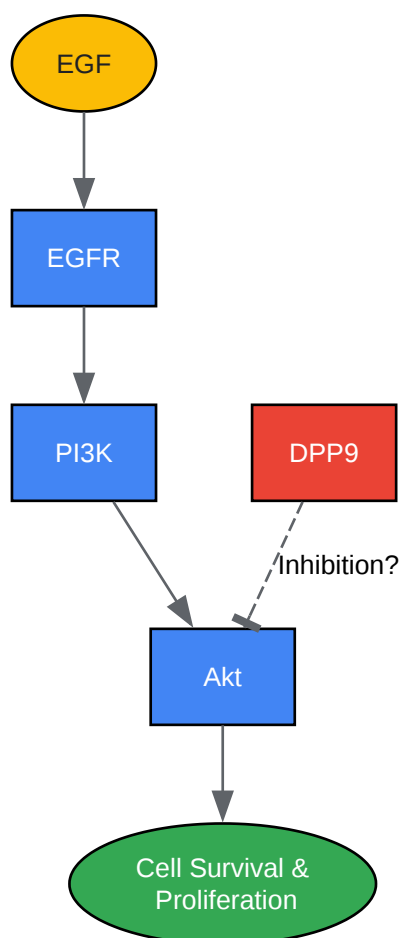 EGF
EGFR
PI3K
DPP9
Inhibition?
Akt
Cell Survival &
Proliferation